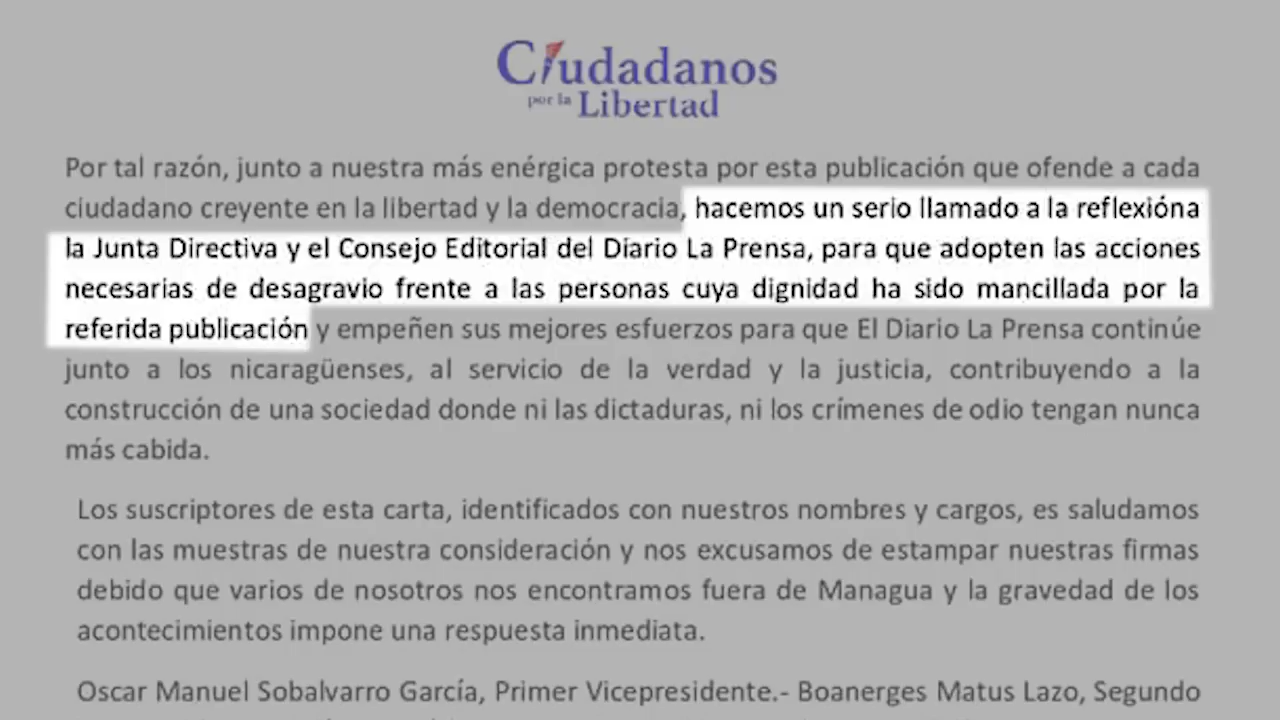 Ciudadanos
por la Libertad
Por tal razón, junto a nuestra más enérgica protesta por esta publicación que ofende a cada
ciudadano creyente en la libertad y la democracia, hacemos un serio llamado a la reflexióna
la Junta Directiva y el Consejo Editorial del Diario La Prensa, para que adopten las acciones
necesarias de desagravio frente a las personas cuya dignidad ha sido mancillada por la
referida publicación y empeñen sus mejores esfuerzos para que El Diario La Prensa continúe
junto a los nicaragüenses, al servicio de la verdad y la justicia, contribuyendo a la
construcción de una sociedad donde ni las dictaduras, ni los crímenes de odio tengan nunca
más cabida.
Los suscriptores de esta carta, identificados con nuestros nombres y cargos, es saludamos
con las muestras de nuestra consideración y nos excusamos de estampar nuestras firmas
debido que varios de nosotros nos encontramos fuera de Managua y la gravedad de los
acontecimientos impone una respuesta inmediata.
Oscar Manuel Sobalvarro García, Primer Vicepresidente.- Boanerges Matus Lazo, Segundo